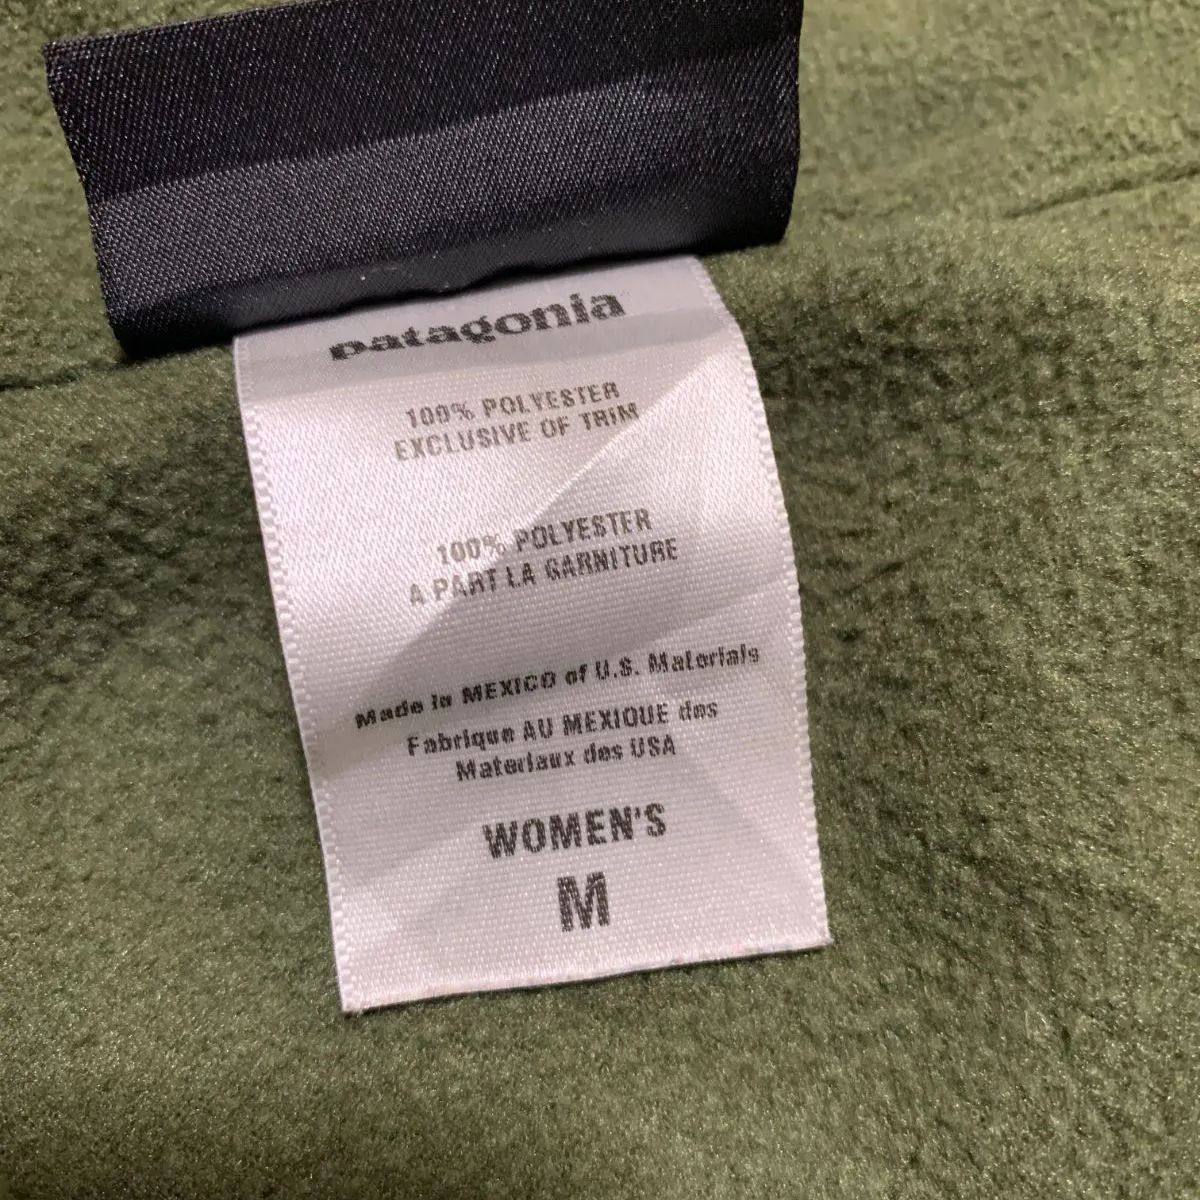 patagonia
100% POLYESTER
EXCLUSIVE OF TRIM
100% POLYESTER
A PART LA GARNITURE
Made in MEXICO of U.S. Materials
Fabrique AU MEXIQUE des
Materiaux des USA
WOMEN'S
M